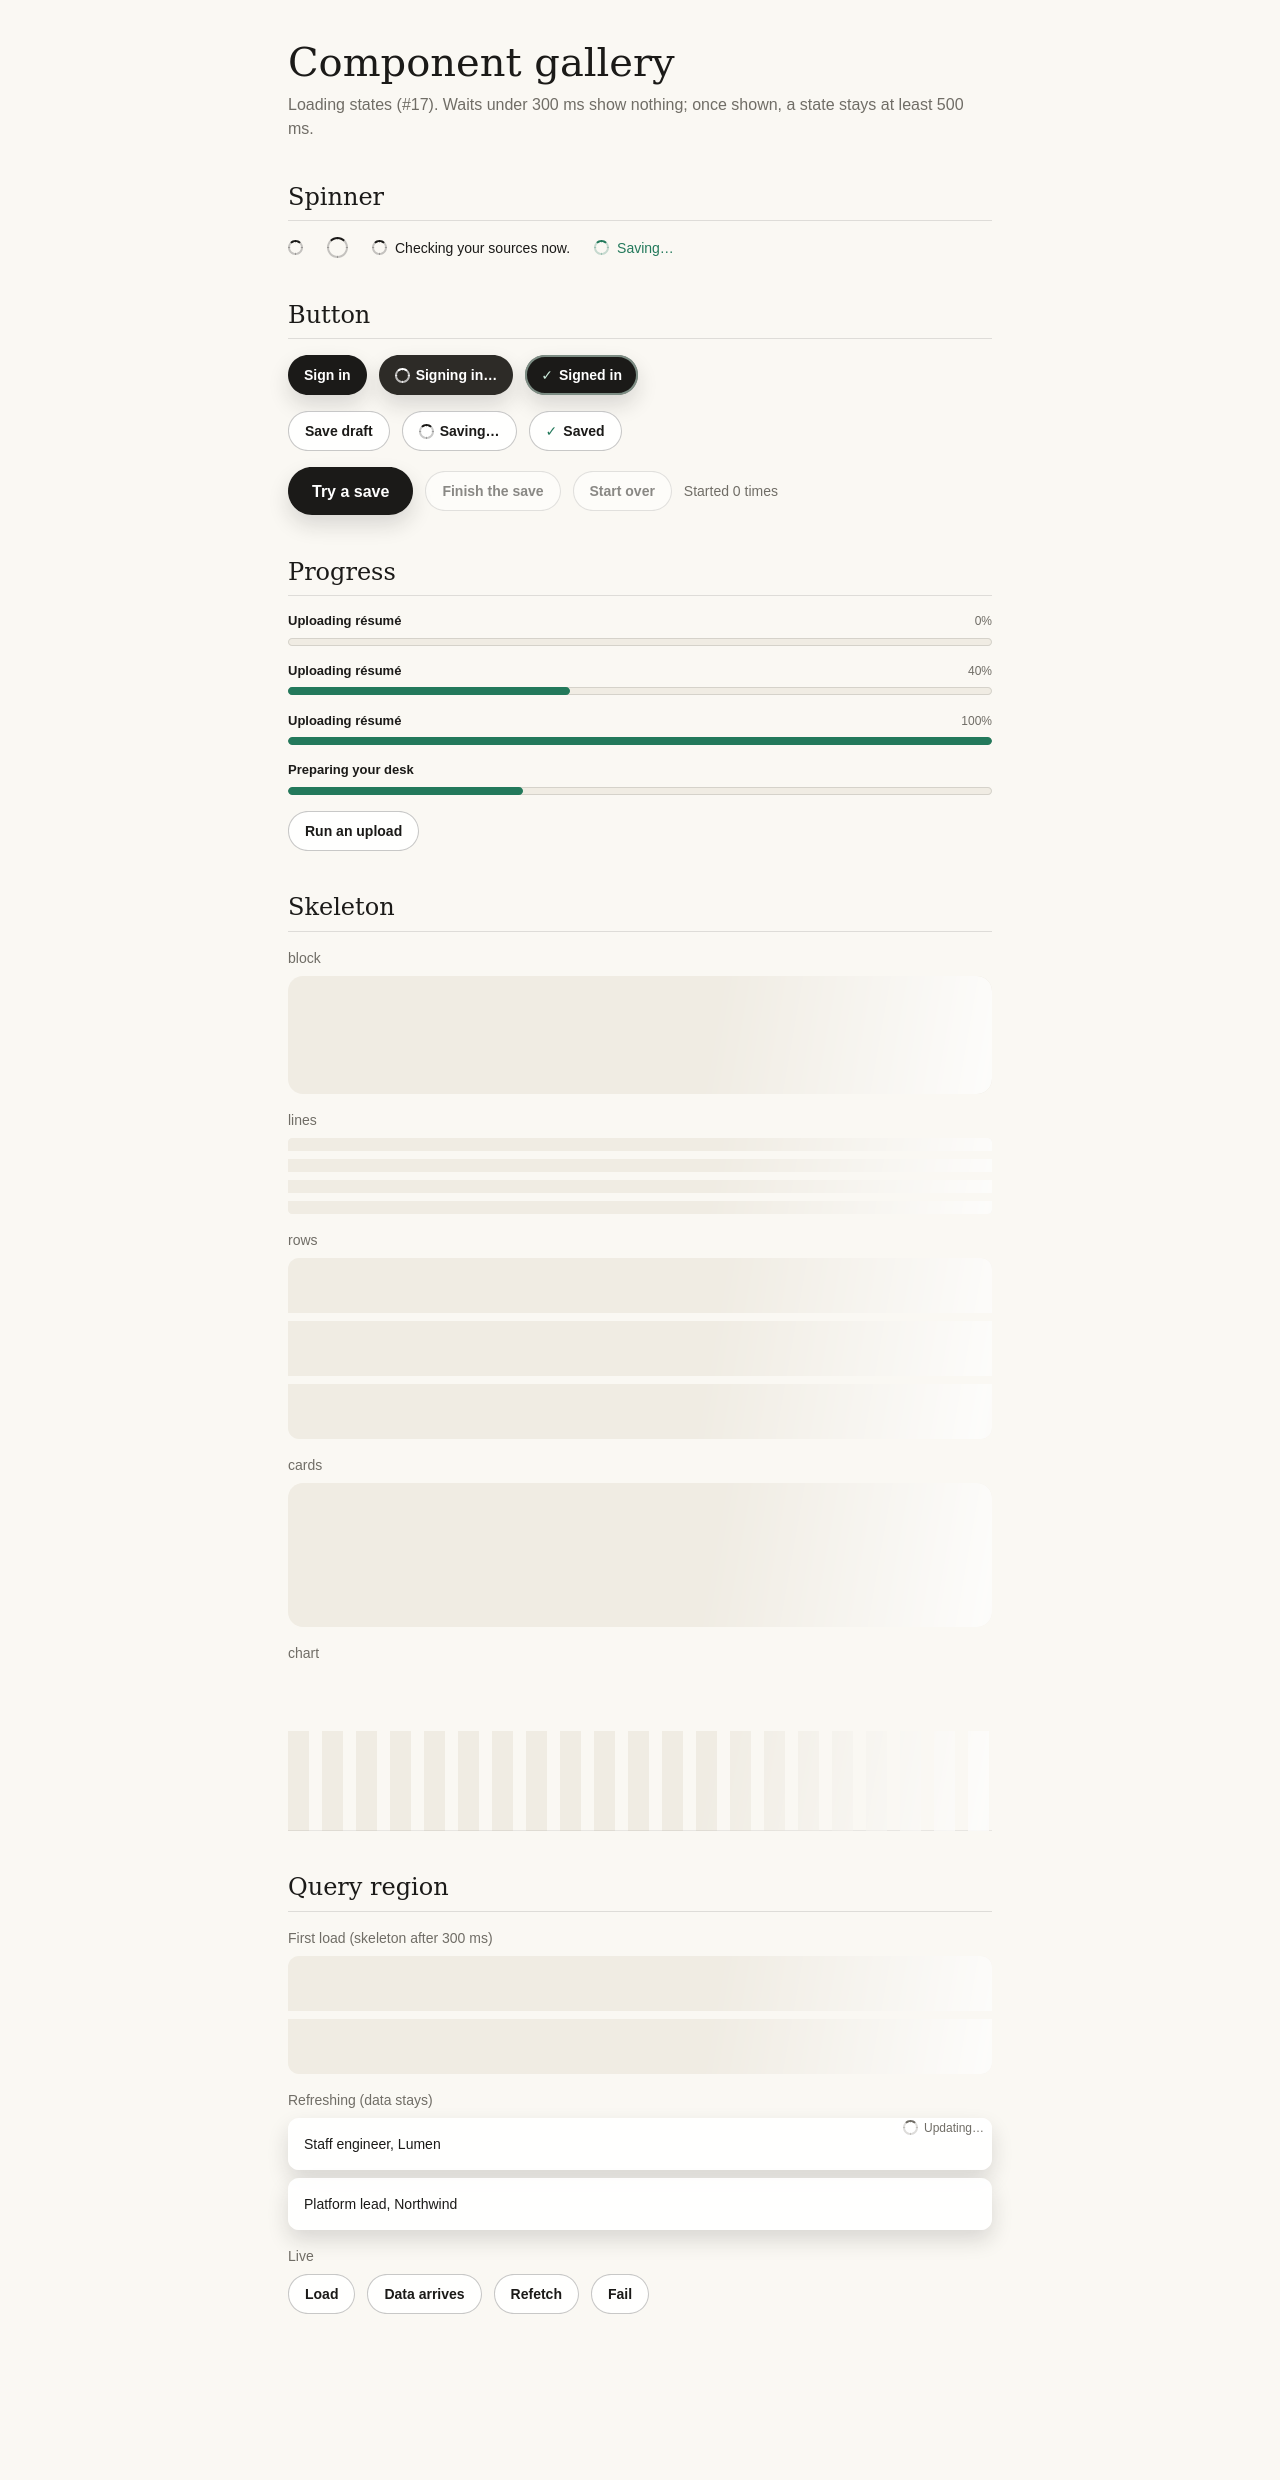 Component gallery
Loading states (#17). Waits under 300 ms show nothing; once shown, a state stays at least 500
ms.
Spinner
Checking your sources now. Saving…
Button
Sign in Signing in… ✓ Signed in
Save draft Saving… ✓ Saved
Try a save Finish the save Start over Started 0 times
Progress
Uploading résumé 0%
Uploading résumé 40%
Uploading résumé 100%
Preparing your desk
Run an upload
Skeleton
block
lines
rows
cards
chart
Query region
First load (skeleton after 300 ms)
Refreshing (data stays)
Updating…
Staff engineer, Lumen
Platform lead, Northwind
Live
Load Data arrives Refetch Fail